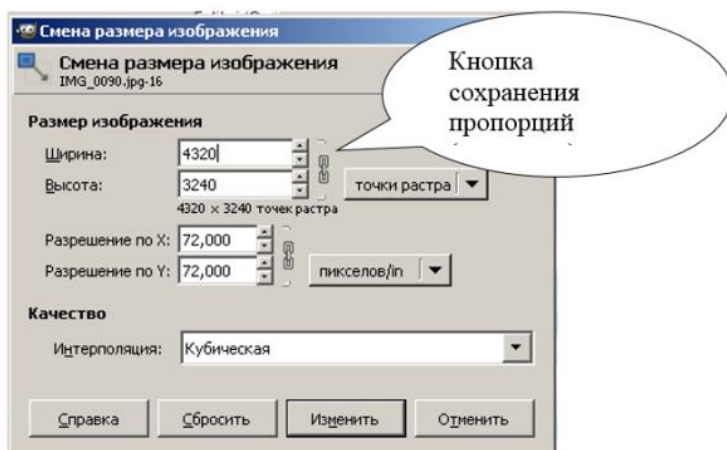 Смена размера изображения
Смена размера изображения
IMG_0090.jpg-16
Кнопка
сохранения
пропорций
Размер изображения
Ширина: 4320
Высота: 3240 точки растра
4320 × 3240 точек растра
Разрешение по X: 72,000
Разрешение по Y: 72,000 пикселов/in
Качество
Интерполяция: Кубическая
Справка Сбросить Изменить Отменить